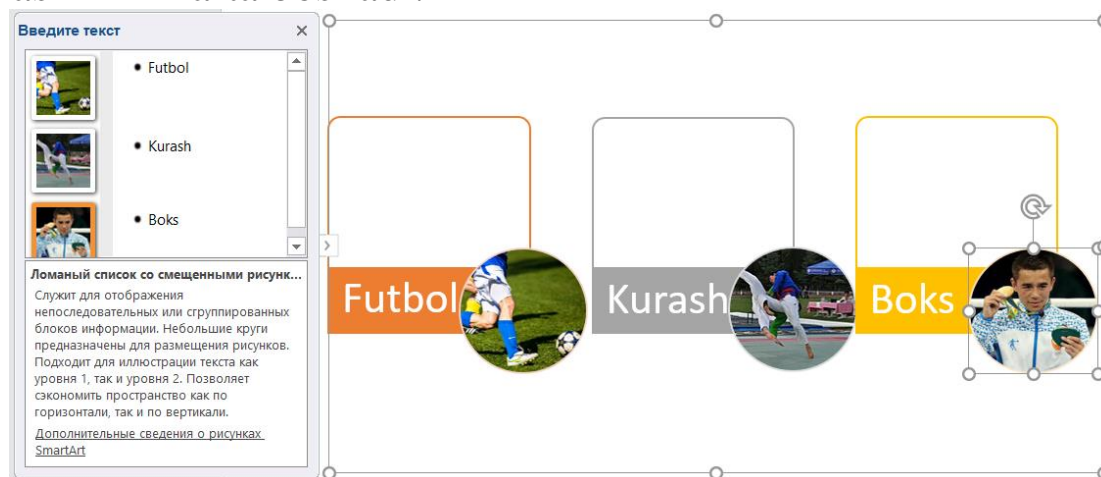 Введите текст
Futbol
Kurash
Boks
Ломаный список со смещенными рисунк...
Служит для отображения
непоследовательных или сгруппированных
блоков информации. Небольшие круги
предназначены для размещения рисунков.
Подходит для иллюстрации текста как
уровня 1, так и уровня 2. Позволяет
сэкономить пространство как по
горизонтали, так и по вертикали.
Дополнительные сведения о рисунках
SmartArt
Futbol
Kurash
Boks